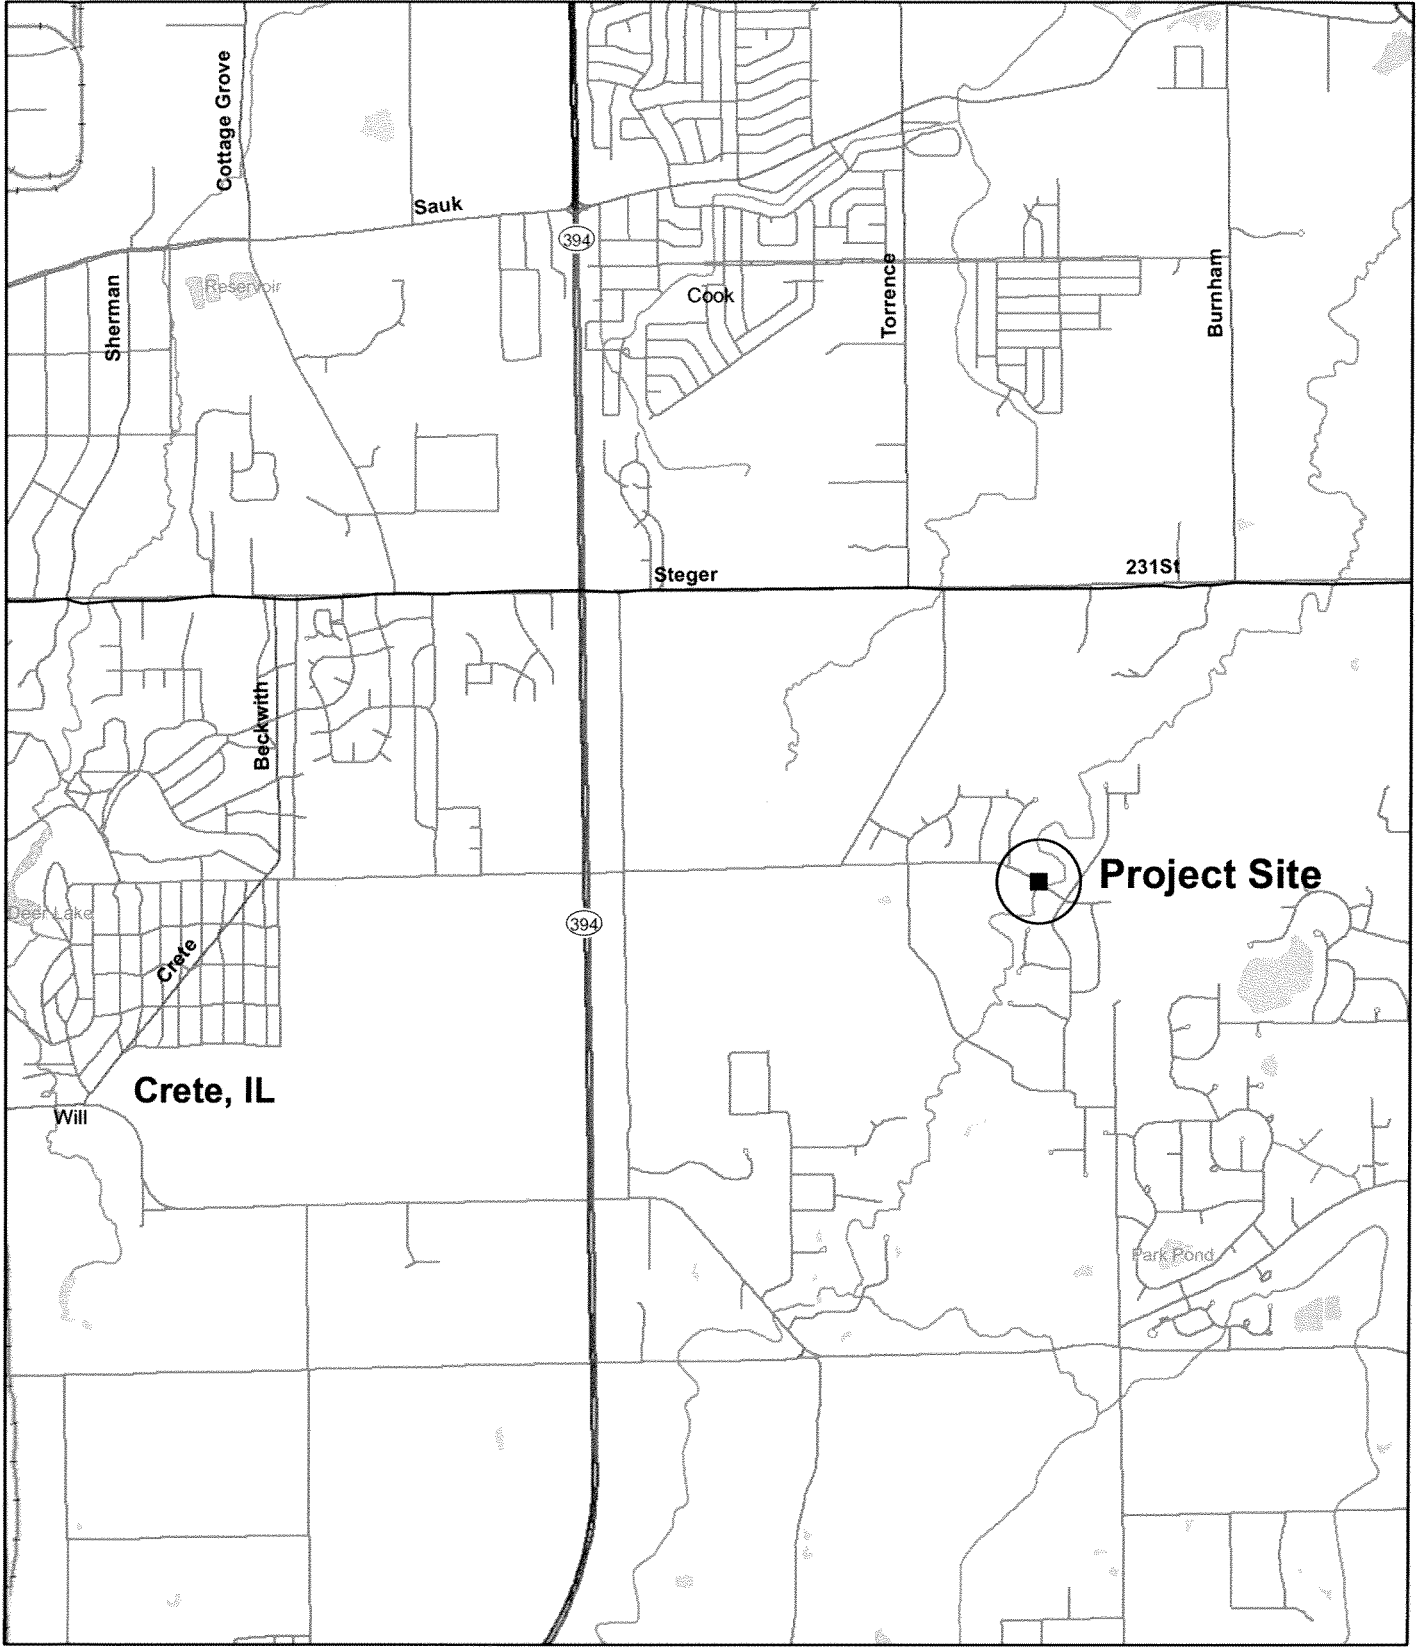 Cottage Grove
Sauk
394
Sherman
Reservoir
Cook
Torrence
Burnham
Steger
231St
Beckwith
Project Site
Deer Lake
394
Crete
Crete, IL
Will
Park Pond